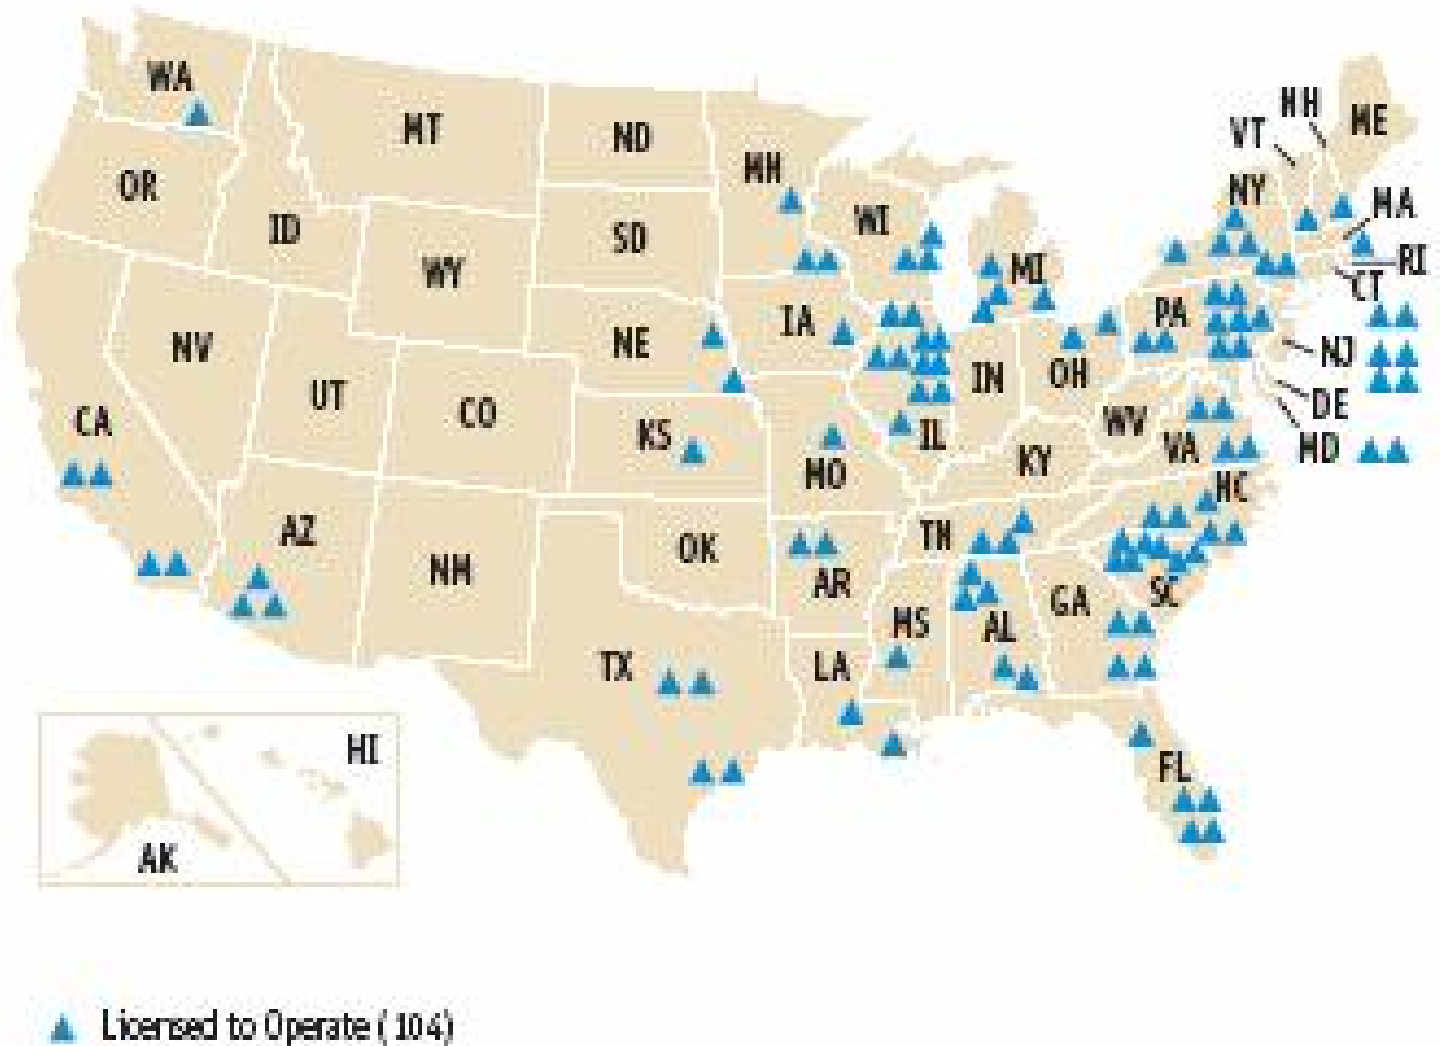 WA
MT
ND
MN
NH
ME
VT
OR
ID
SD
WI
NY
MA
WY
MI
RI
CT
NV
NE
IA
PA
NJ
UT
CO
IN
OH
DE
CA
KS
IL
WV
MD
MO
KY
VA
NC
AZ
NM
OK
TN
AR
SC
GA
MS
AL
TX
LA
FL
HI
AK
Licensed to Operate (104)